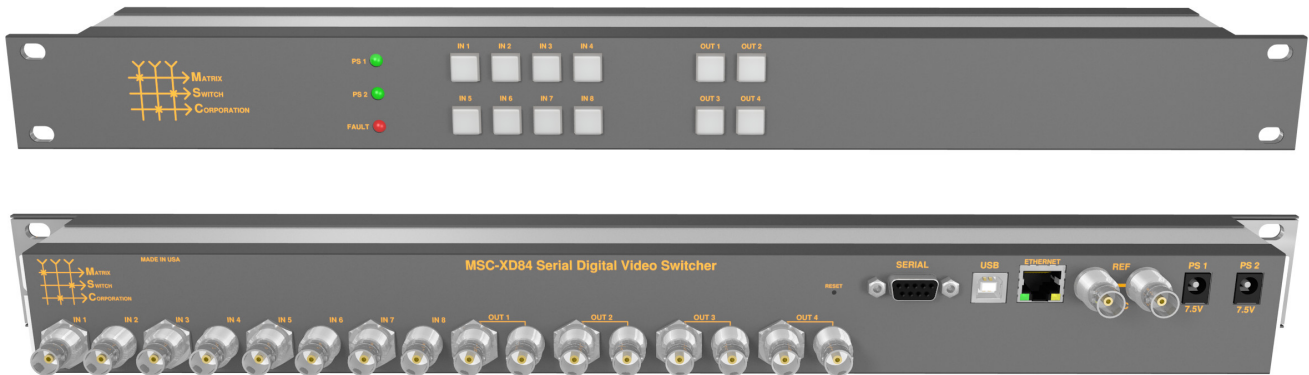 MATRIX
SWITCH
CORPORATION
PS 1
PS 2
FAULT
IN 1 IN 2 IN 3 IN 4
IN 5 IN 6 IN 7 IN 8
OUT 1 OUT 2
OUT 3 OUT 4
MATRIX
SWITCH
CORPORATION
MADE IN USA
MSC-XD84 Serial Digital Video Switcher
RESET
SERIAL
USB
ETHERNET
REF
PS 1
7.5V
PS 2
7.5V
IN 1 IN 2 IN 3 IN 4 IN 5 IN 6 IN 7 IN 8 OUT 1 OUT 2 OUT 3 OUT 4